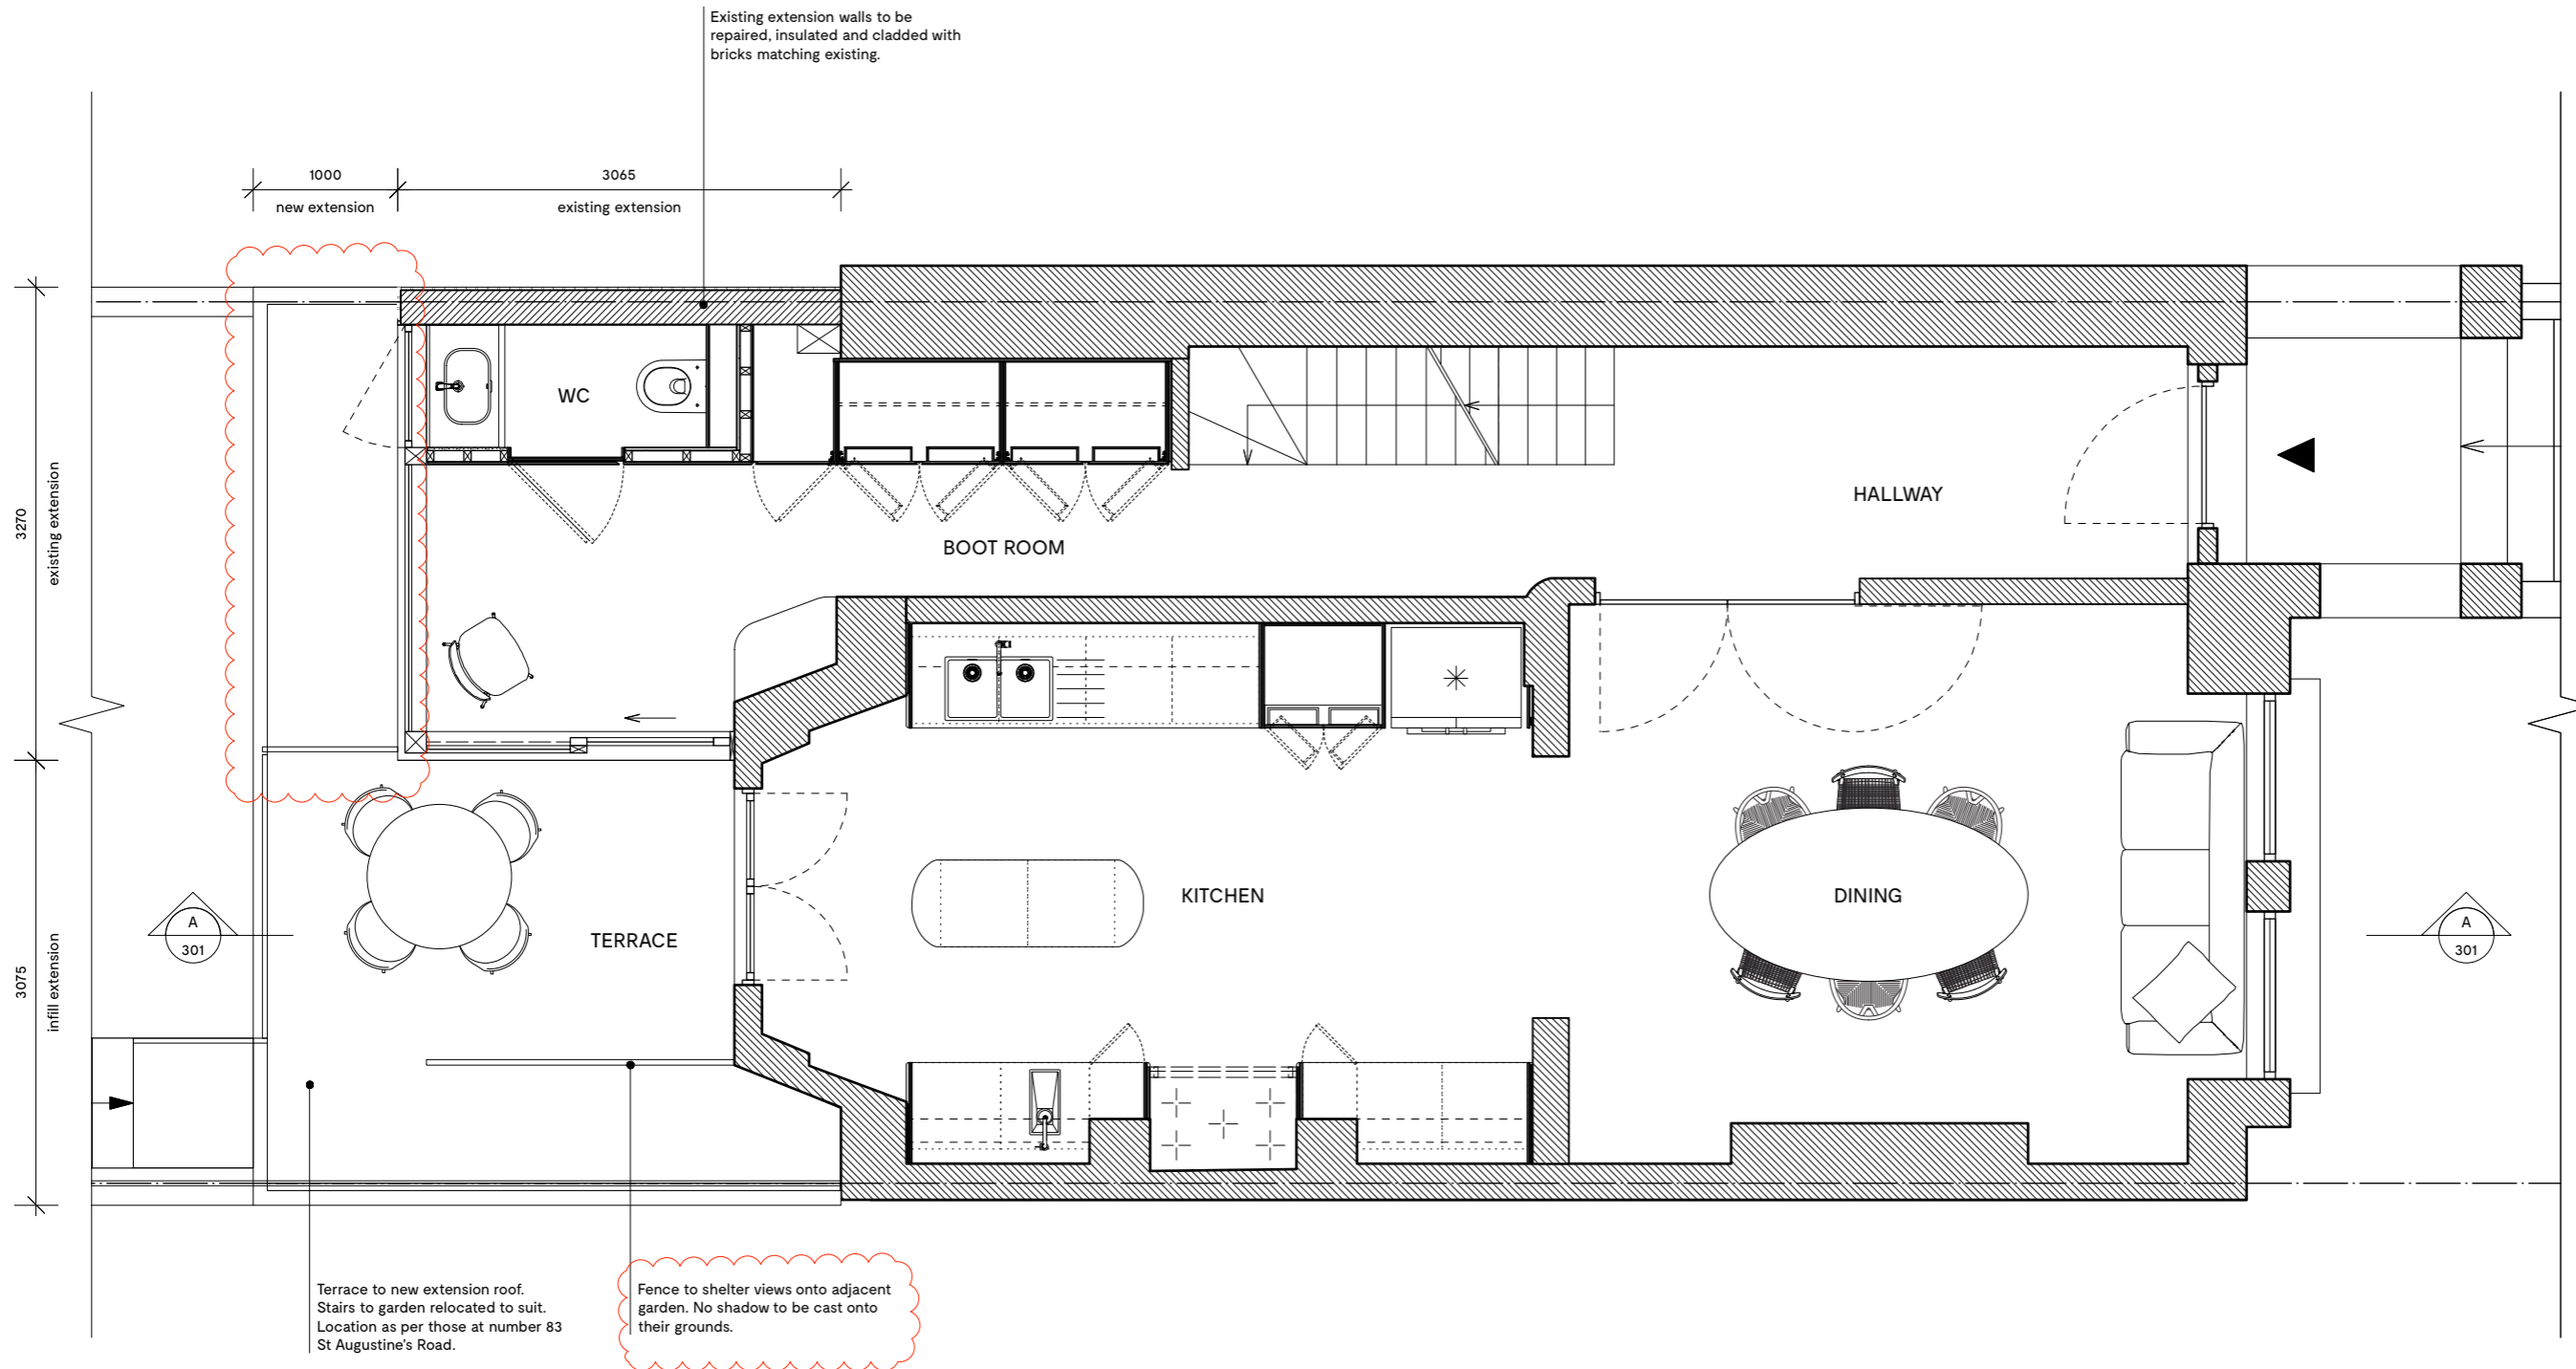 Existing extension walls to be
repaired, insulated and cladded with
bricks matching existing.
1000
3065
new extension
existing extension
WC
HALLWAY
3270
existing extension
BOOT ROOM
KITCHEN
DINING
TERRACE
A
301
A
301
3075
infill extension
Terrace to new extension roof.
Stairs to garden relocated to suit.
Location as per those at number 83
St Augustine's Road.
Fence to shelter views onto adjacent
garden. No shadow to be cast onto
their grounds.